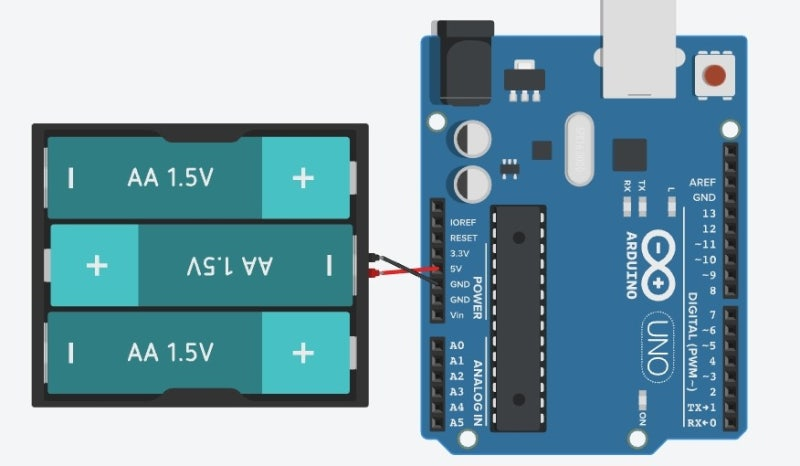 AA 1.5V
AA 1.5V
AA 1.5V
IOREF
RESET
3.3V
5V
GND
GND
Vin
POWER
A0
A1
A2
A3
A4
A5
ANALOG IN
RX
TX
L
ARDUINO
UNO
ON
AREF
GND
13
12
~11
~10
~9
8
7
~6
~5
4
~3
2
TX→1
RX←0
DIGITAL (PWM~)